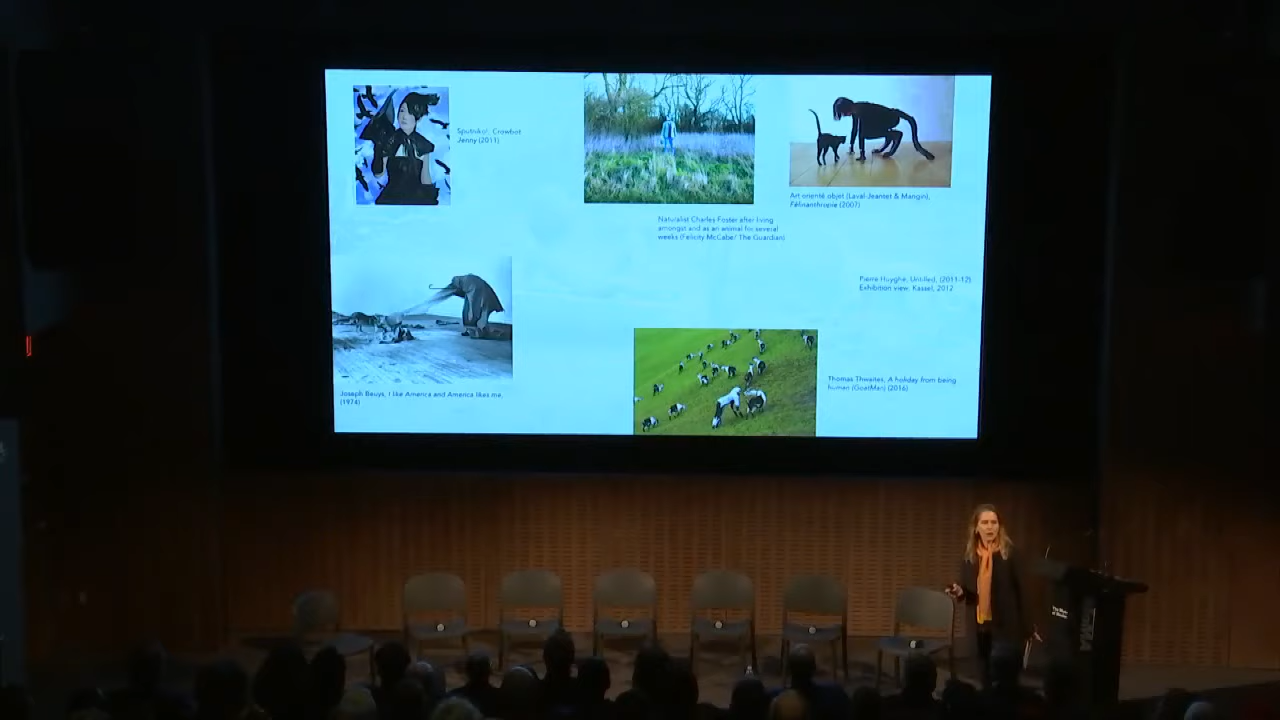 Sputniko!, Crowbot
Jenny (2011)
Art orienté objet (Laval-Jeantet & Mangin),
Félinanthropie (2007)
Naturalist Charles Foster after living
amongst and as an animal for several
weeks (Felicity McCabe/ The Guardian)
Pierre Huyghe, Untilled, (2011-12)
Exhibition view, Kassel, 2012
Thomas Thwaites, A holiday from being
human (GoatMan) (2016)
Joseph Beuys, I like America and America likes me,
(1974)